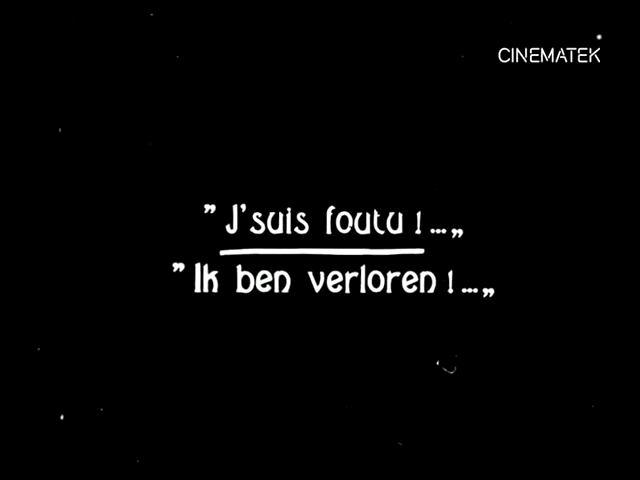 CINEMATEK
” J'suis foutu !...„
” Ik ben verloren !...„